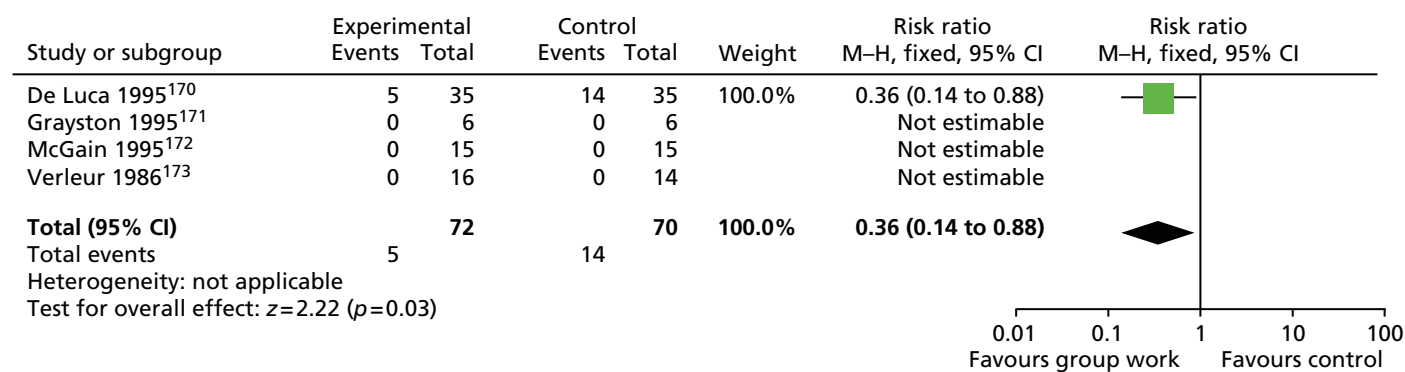 Experimental Control Risk ratio Risk ratio
Study or subgroup Events Total Events Total Weight M–H, fixed, 95% CI M–H, fixed, 95% CI
De Luca 1995170 5 35 14 35 100.0% 0.36 (0.14 to 0.88)
Grayston 1995171 0 6 0 6 Not estimable
McGain 1995172 0 15 0 15 Not estimable
Verleur 1986173 0 16 0 14 Not estimable
Total (95% CI) 72 70 100.0% 0.36 (0.14 to 0.88)
Total events 5 14
Heterogeneity: not applicable
Test for overall effect: z=2.22 (p=0.03)
0.01 0.1 1 10 100
Favours group work Favours control